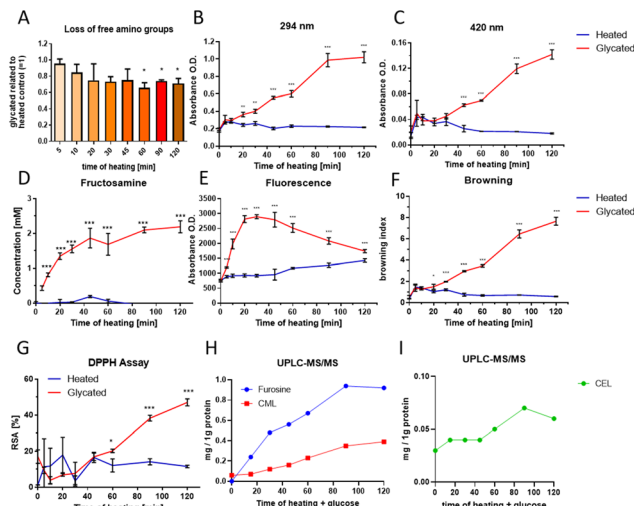 A
Loss of free amino groups
glycated related to
heated control (=1)
1.2
1.0
0.8
0.6
0.4
0.2
0.0
* * *
5 10 20 30 45 60 90 120
time of heating [min]
B
294 nm
Absorbance O.D.
1.2
1.0
0.8
0.6
0.4
0.2
0.0
** ** *** *** *** ***
0 20 40 60 80 100 120
Time of heating [min]
C
420 nm
Absorbance O.D.
0.16
0.12
0.08
0.04
0.00
*** *** *** ***
0 20 40 60 80 100 120
Time of heating [min]
Heated
Glycated
D
Fructosamine
Concentration [mM]
3
2
1
0
*** *** *** *** *** ***
0 20 40 60 80 100 120
Time of heating [min]
E
Fluorescence
Absorbance O.D.
3500
3000
2500
2000
1500
1000
500
0
*** *** *** *** *** *** *** ***
0 20 40 60 80 100 120
Time of heating [min]
F
Browning
browning index
10
8
6
4
2
0
* *** *** *** *** ***
0 20 40 60 80 100 120
Time of heating [min]
Heated
Glycated
G
DPPH Assay
Heated
Glycated
RSA [%]
60
40
20
0
* *** ***
0 20 40 60 80 100 120
Time of heating [min]
H
UPLC-MS/MS
Furosine
CML
mg / 1g protein
1.0
0.8
0.6
0.4
0.2
0.0
0 20 40 60 80 100 120
Time of heating + glucose
I
UPLC-MS/MS
CEL
mg / 1g protein
0.10
0.05
0.00
0 20 40 60 80 100 120
time of heating + glucose